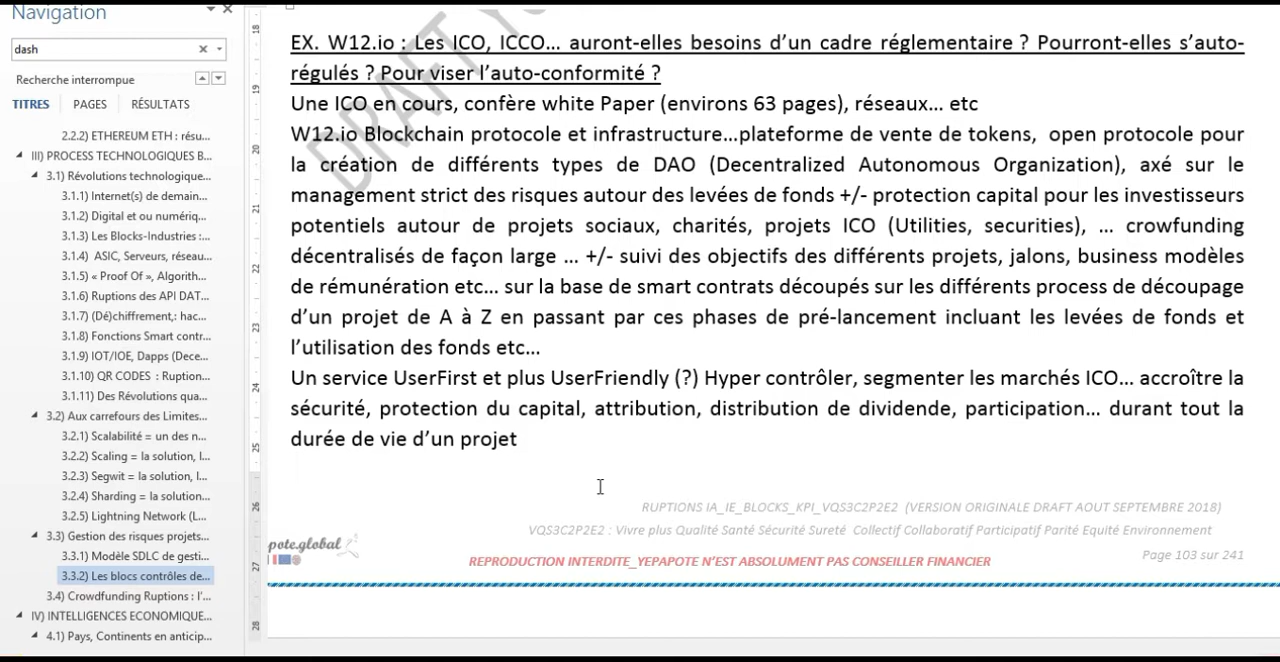 Navigation
dash
Recherche interrompue
TITRES PAGES RÉSULTATS
2.2.2) ETHEREUM ETH : résu...
III) PROCESS TECHNOLOGIQUES B...
3.1) Révolutions technologique...
3.1.1) Internet(s) de demain...
3.1.2) Digital et ou numériq...
3.1.3) Les Blocks-Industries :...
3.1.4) ASIC, Serveurs, réseau...
3.1.5) « Proof Of », Algorith...
3.1.6) Ruptions des API DAT...
3.1.7) (Dé)chiffrement,: hac...
3.1.8) Fonctions Smart contr...
3.1.9) IOT/IOE, Dapps (Dece...
3.1.10) QR CODES : Ruption...
3.1.11) Des Révolutions qua...
3.2) Aux carrefours des Limites...
3.2.1) Scalabilité = un des n...
3.2.2) Scaling = la solution, l...
3.2.3) Segwit = la solution, l...
3.2.4) Sharding = la solution...
3.2.5) Lightning Network (L...
3.3) Gestion des risques projets...
3.3.1) Modèle SDLC de gesti...
3.3.2) Les blocs contrôles de...
3.4) Crowdfunding Ruptions : l'...
IV) INTELLIGENCES ECONOMIQUE...
4.1) Pays, Continents en anticip...
18
19
20
21
22
23
24
25
26
27
28
DRAFT
EX. W12.io : Les ICO, ICCO… auront-elles besoins d’un cadre réglementaire ? Pourront-elles s’auto-
régulés ? Pour viser l’auto-conformité ?
Une ICO en cours, confère white Paper (environs 63 pages), réseaux… etc
W12.io Blockchain protocole et infrastructure…plateforme de vente de tokens, open protocole pour
la création de différents types de DAO (Decentralized Autonomous Organization), axé sur le
management strict des risques autour des levées de fonds +/- protection capital pour les investisseurs
potentiels autour de projets sociaux, charités, projets ICO (Utilities, securities), … crowfunding
décentralisés de façon large … +/- suivi des objectifs des différents projets, jalons, business modèles
de rémunération etc… sur la base de smart contrats découpés sur les différents process de découpage
d’un projet de A à Z en passant par ces phases de pré-lancement incluant les levées de fonds et
l’utilisation des fonds etc…
Un service UserFirst et plus UserFriendly (?) Hyper contrôler, segmenter les marchés ICO… accroître la
sécurité, protection du capital, attribution, distribution de dividende, participation… durant tout la
durée de vie d’un projet
RUPTIONS IA_IE_BLOCKS_KPI_VQS3C2P2E2 (VERSION ORIGINALE DRAFT AOUT SEPTEMBRE 2018)
VQS3C2P2E2 : Vivre plus Qualité Santé Sécurité Sureté Collectif Collaboratif Participatif Parité Equité Environnement
pote.global
Page 103 sur 241
REPRODUCTION INTERDITE_YEPAPOTE N’EST ABSOLUMENT PAS CONSEILLER FINANCIER